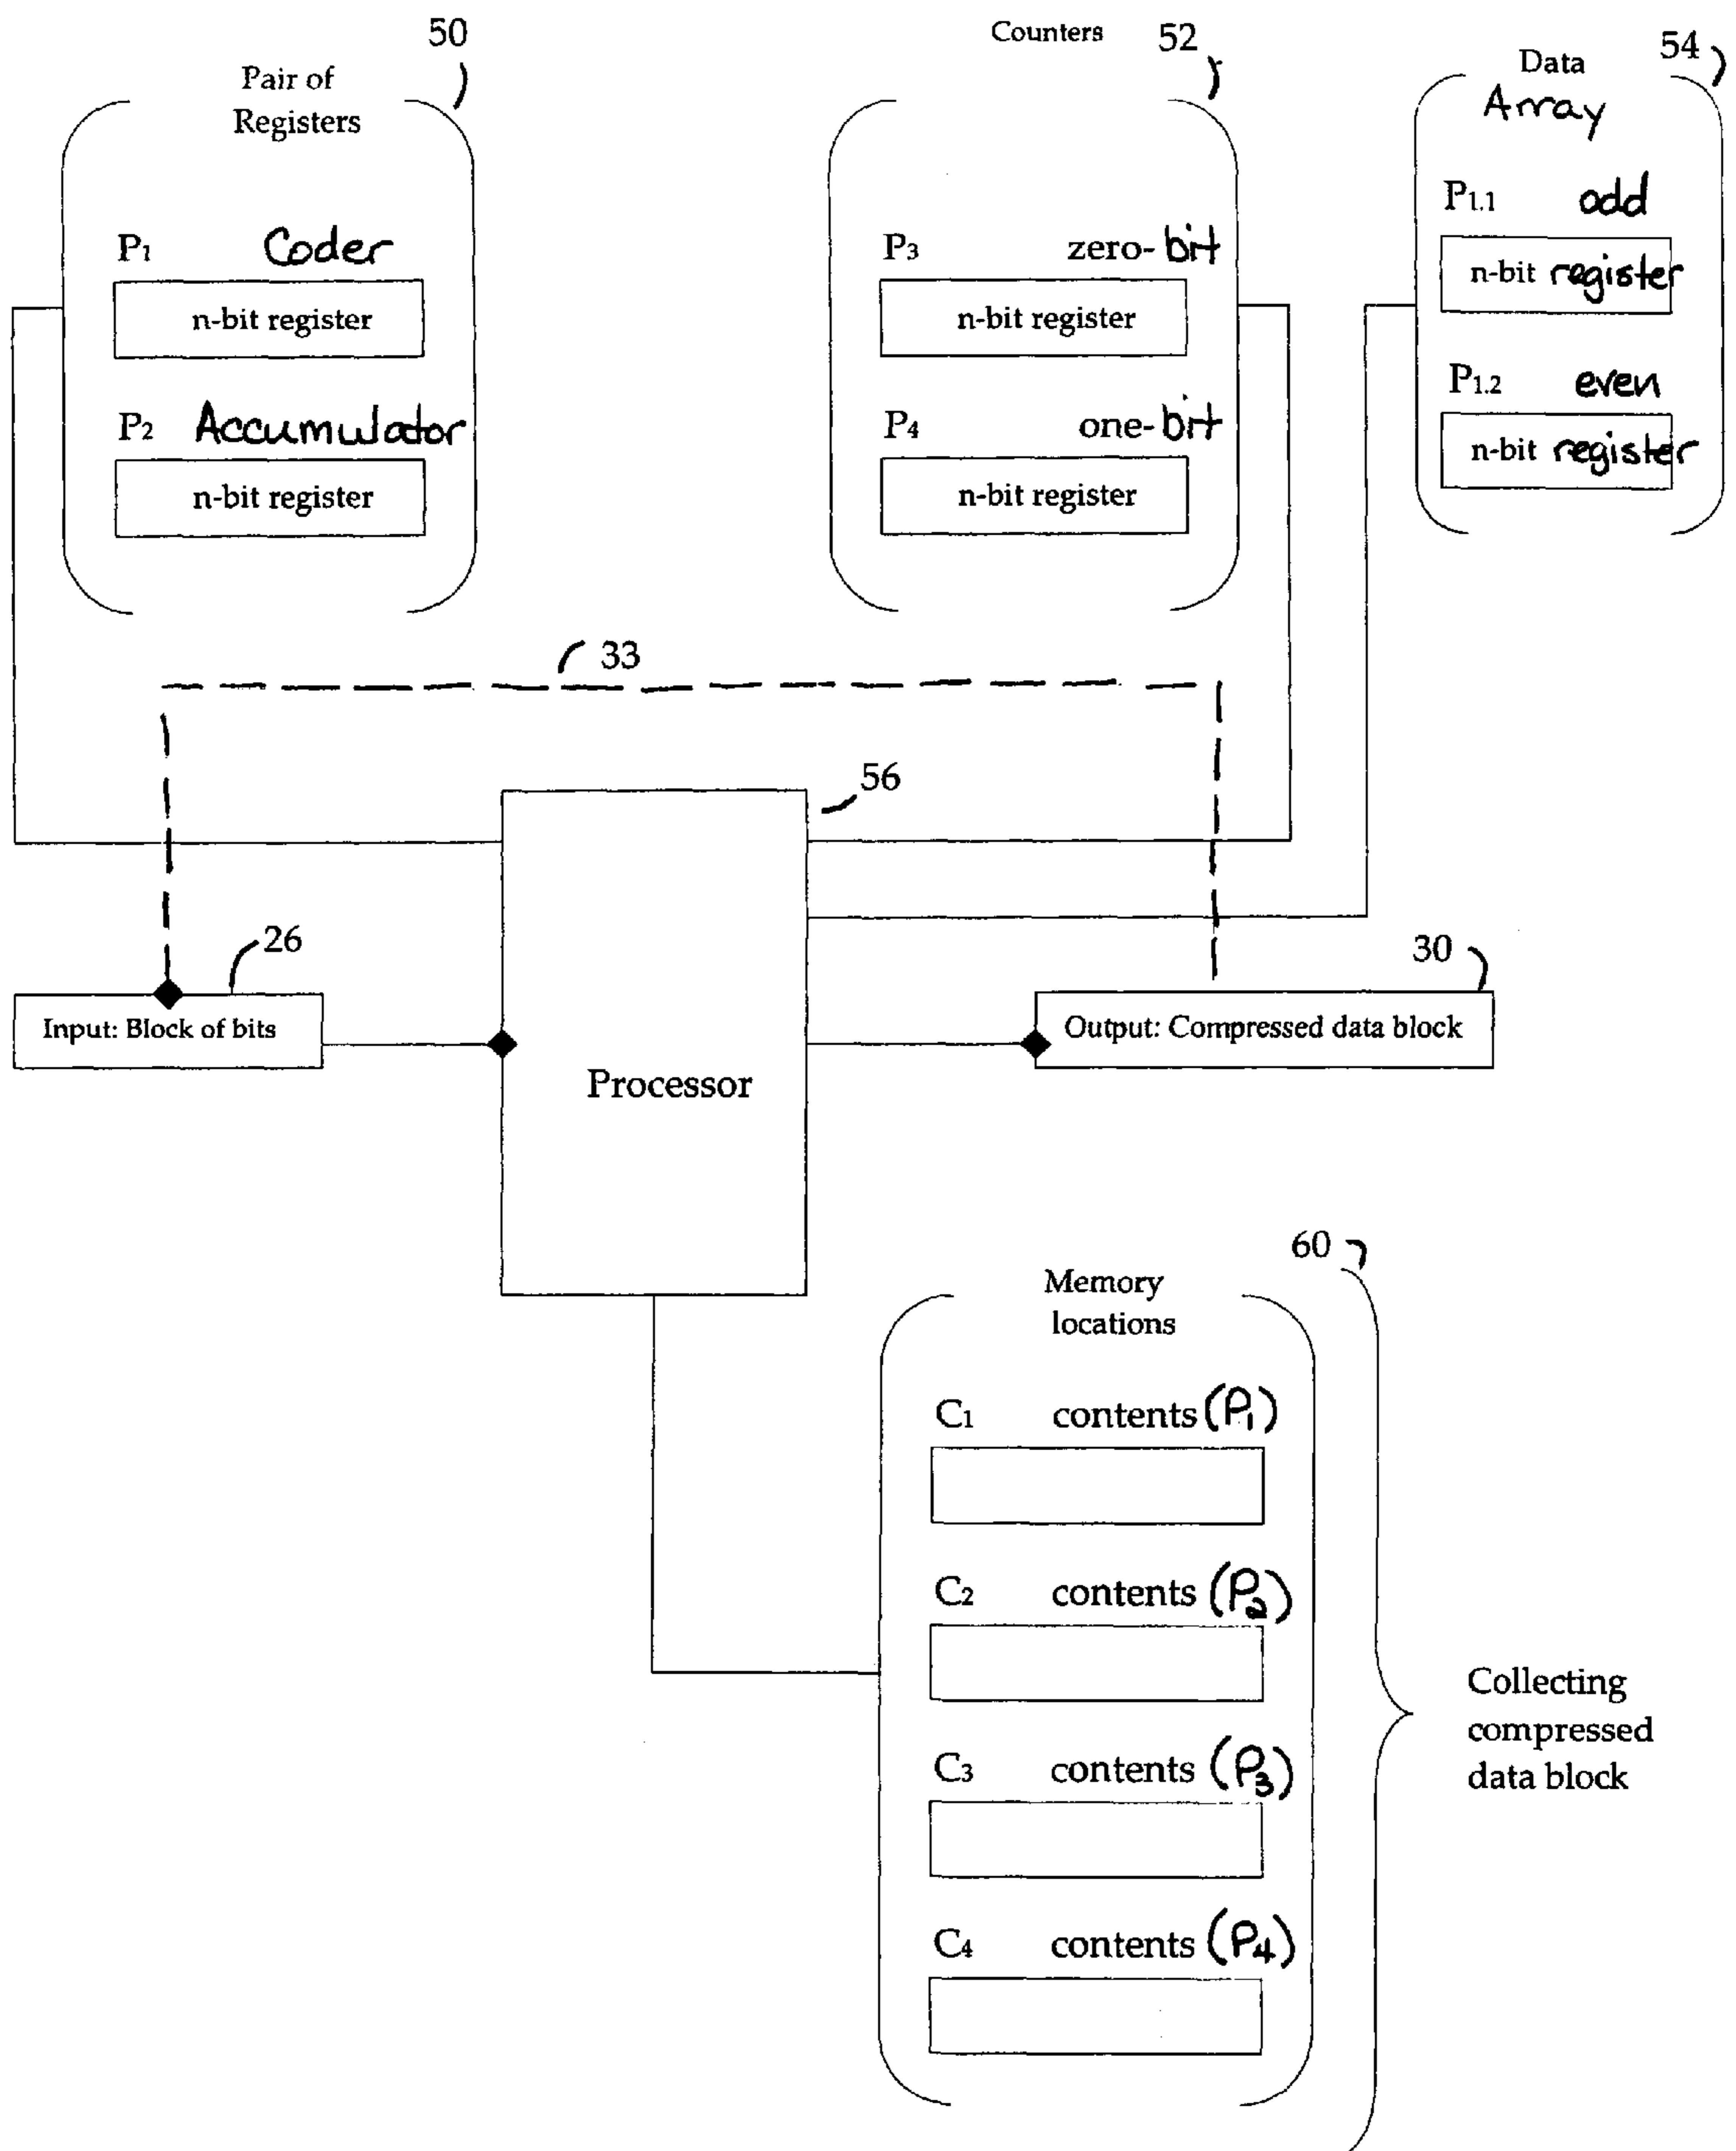 50
Pair of
Registers
P1 Coder
n-bit register
P2 Accumulator
n-bit register
Counters
52
P3 zero-bit
n-bit register
P4 one-bit
n-bit register
54
Data
Array
P1.1 odd
n-bit register
P1.2 even
n-bit register
33
56
Processor
26
Input: Block of bits
30
Output: Compressed data block
60
Memory
locations
C1 contents (P1)
C2 contents (P2)
C3 contents (P3)
C4 contents (P4)
Collecting
compressed
data block